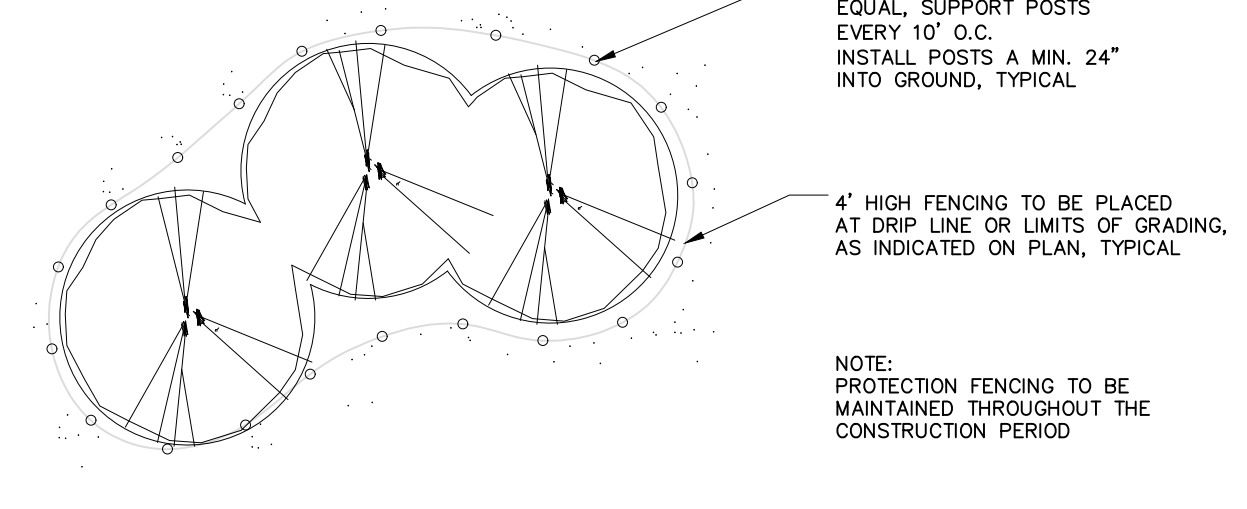 EQUAL, SUPPORT POSTS
EVERY 10' O.C.
INSTALL POSTS A MIN. 24"
INTO GROUND, TYPICAL
4' HIGH FENCING TO BE PLACED
AT DRIP LINE OR LIMITS OF GRADING,
AS INDICATED ON PLAN, TYPICAL
NOTE:
PROTECTION FENCING TO BE
MAINTAINED THROUGHOUT THE
CONSTRUCTION PERIOD